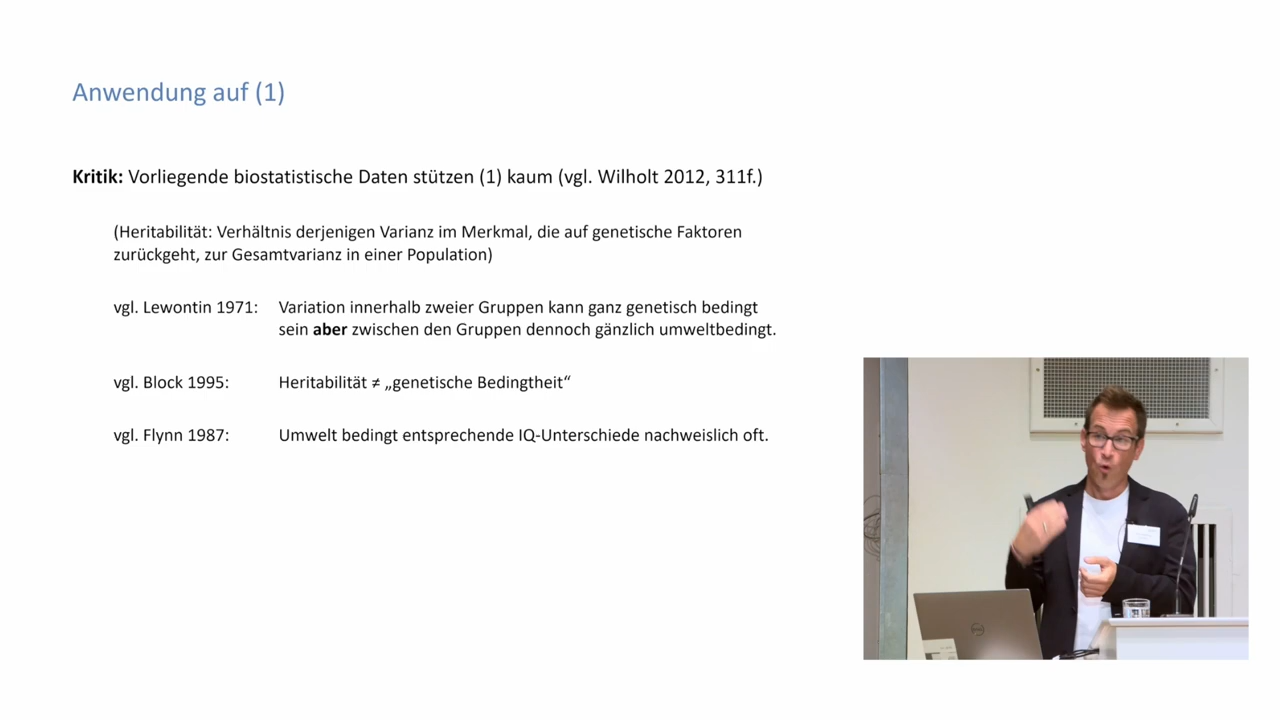 Anwendung auf (1)
Kritik: Vorliegende biostatistische Daten stützen (1) kaum (vgl. Wilholt 2012, 311f.)
(Heritabilität: Verhältnis derjenigen Varianz im Merkmal, die auf genetische Faktoren
zurückgeht, zur Gesamtvarianz in einer Population)
vgl. Lewontin 1971: Variation innerhalb zweier Gruppen kann ganz genetisch bedingt
sein aber zwischen den Gruppen dennoch gänzlich umweltbedingt.
vgl. Block 1995: Heritabilität ≠ „genetische Bedingtheit“
vgl. Flynn 1987: Umwelt bedingt entsprechende IQ-Unterschiede nachweislich oft.